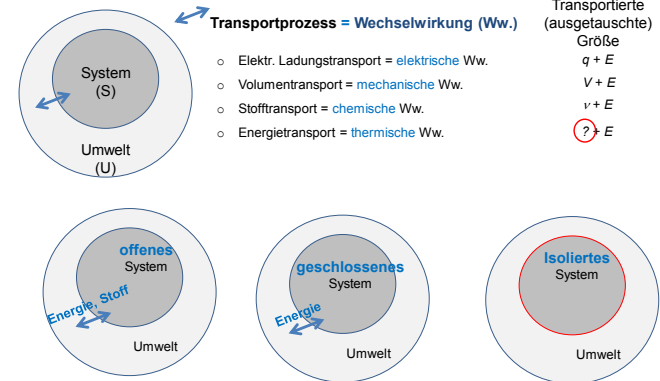 Transportprozess = Wechselwirkung (Ww.)
Transportierte
(ausgetauschte)
Größe
○ Elektr. Ladungstransport = elektrische Ww.
q + E
○ Volumentransport = mechanische Ww.
V + E
○ Stofftransport = chemische Ww.
ν + E
○ Energietransport = thermische Ww.
? + E
System
(S)
Umwelt
(U)
offenes
System
Energie, Stoff
Umwelt
geschlossenes
System
Energie
Umwelt
Isoliertes
System
Umwelt